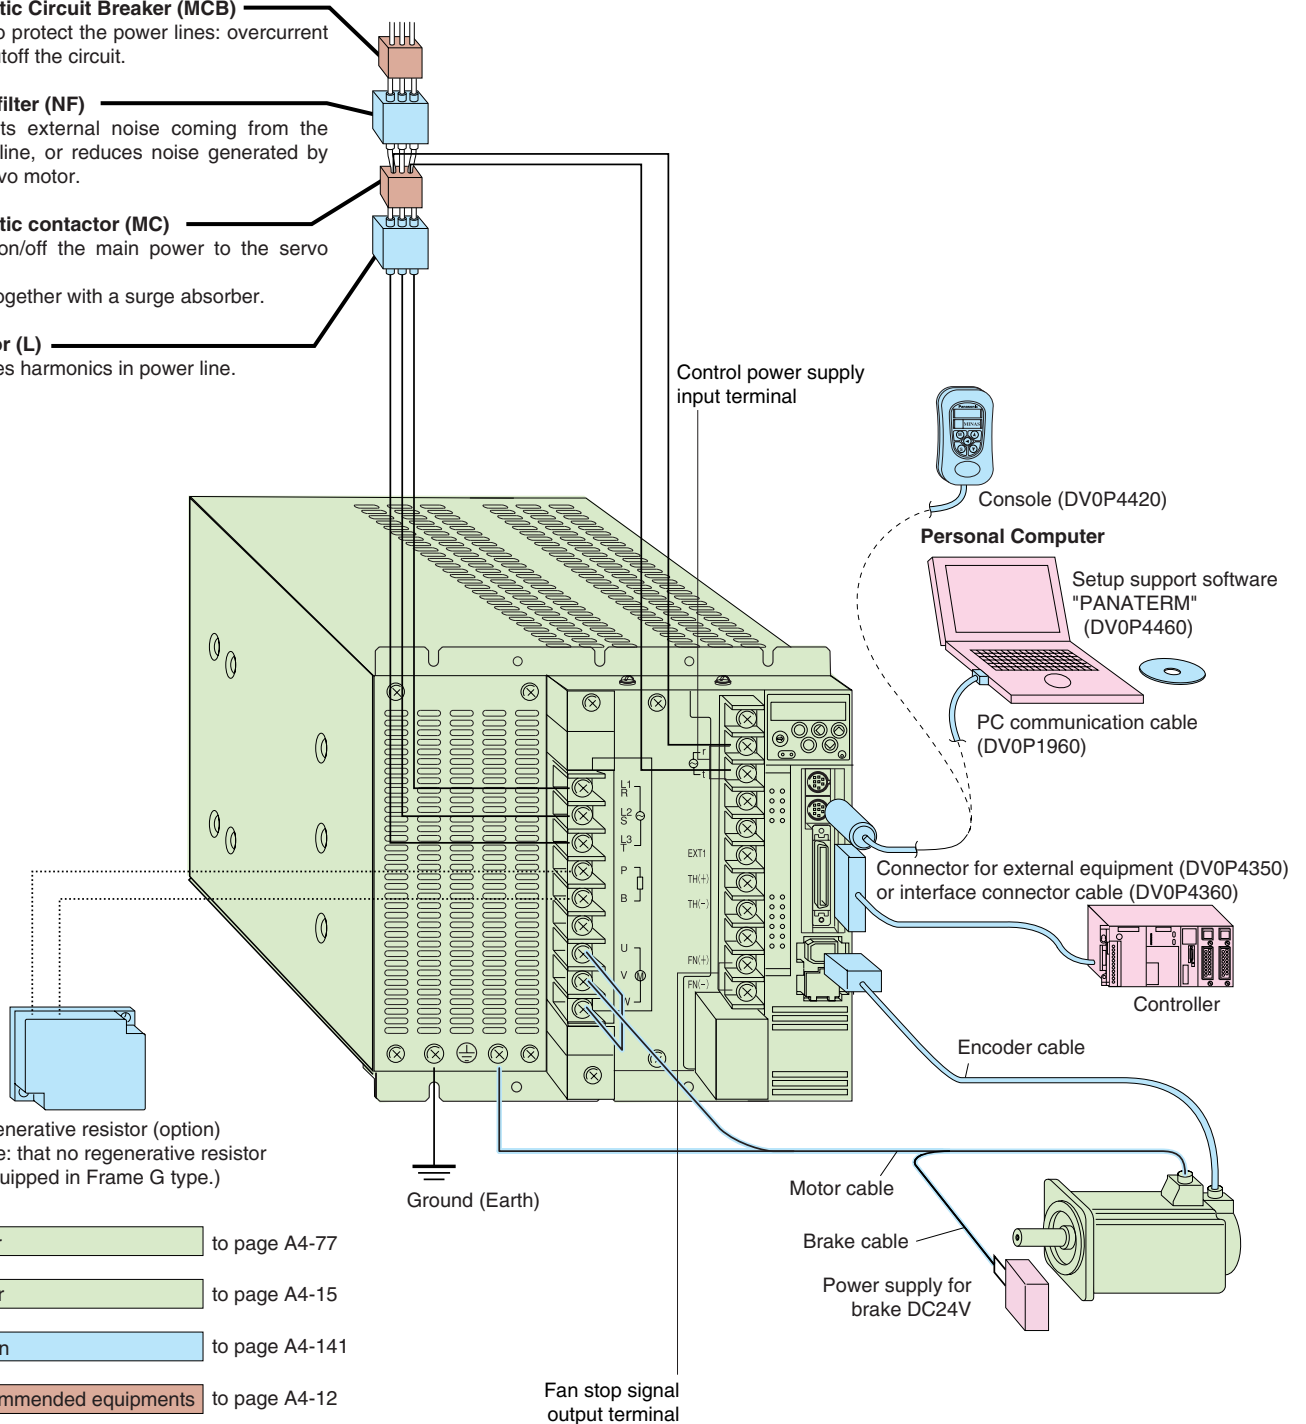 tic Circuit Breaker (MCB)
o protect the power lines: overcurrent
toff the circuit.
filter (NF)
ts external noise coming from the
line, or reduces noise generated by
vo motor.
tic contactor (MC)
on/off the main power to the servo
ogether with a surge absorber.
or (L)
es harmonics in power line.
Control power supply
input terminal
Panasonic
MINAS
Console (DV0P4420)
Personal Computer
Setup support software
"PANATERM"
(DV0P4460)
PC communication cable
(DV0P1960)
r
t
L1
R
L2
S
L3
T
P
B
U
V
M
W
EXT1
TH(+)
TH(-)
FN(+)
FN(-)
Connector for external equipment (DV0P4350)
or interface connector cable (DV0P4360)
Controller
Encoder cable
enerative resistor (option)
e: that no regenerative resistor
uipped in Frame G type.)
Ground (Earth)
Motor cable
Brake cable
Power supply for
brake DC24V
r to page A4-77
r to page A4-15
n to page A4-141
mmended equipments to page A4-12
Fan stop signal
output terminal